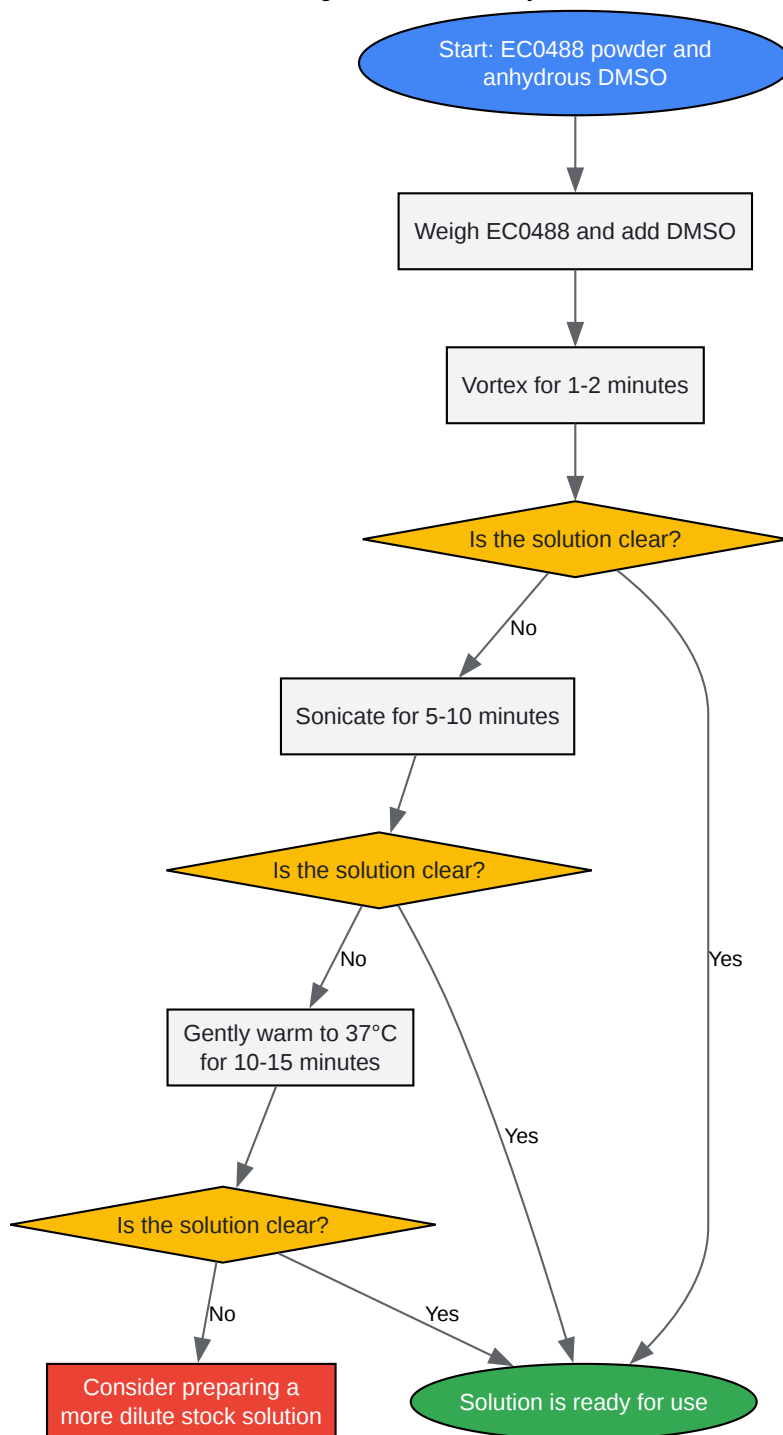 Start: EC0488 powder and
anhydrous DMSO
Weigh EC0488 and add DMSO
Vortex for 1-2 minutes
Is the solution clear?
No
Sonicate for 5-10 minutes
Is the solution clear?
No
Yes
Gently warm to 37°C
for 10-15 minutes
Yes
Is the solution clear?
No
Yes
Consider preparing a
more dilute stock solution
Solution is ready for use